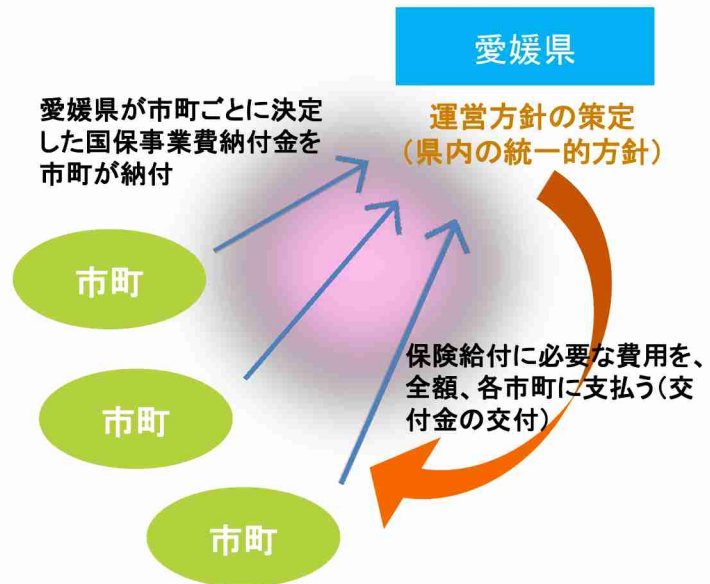 愛媛県
運営方針の策定
(県内の統一的方針)
愛媛県が市町ごとに決定
した国保事業費納付金を
市町が納付
市町
市町
市町
保険給付に必要な費用を、
全額、各市町に支払う(交
付金の交付)